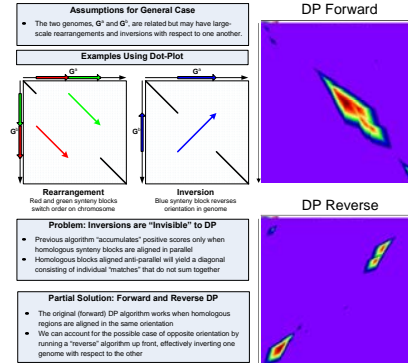 Assumptions for General Case
• The two genomes, Gᵃ and Gᵇ, are related but may have large-
scale rearrangements and inversions with respect to one another.
Examples Using Dot-Plot
Gᵃ
Gᵃ
Gᵇ
Gᵇ
Rearrangement
Red and green synteny blocks
switch order on chromosome
Inversion
Blue synteny block reverses
orientation in genome
Problem: Inversions are “Invisible” to DP
• Previous algorithm “accumulates” positive scores only when
homologous synteny blocks are aligned in parallel
• Homologous blocks aligned anti-parallel will yield a diagonal
consisting of individual “matches” that do not sum together
Partial Solution: Forward and Reverse DP
• The original (forward) DP algorithm works when homologous
regions are aligned in the same orientation
• We can account for the possible case of opposite orientation by
running a “reverse” algorithm up front, effectively inverting one
genome with respect to the other
DP Forward
DP Reverse